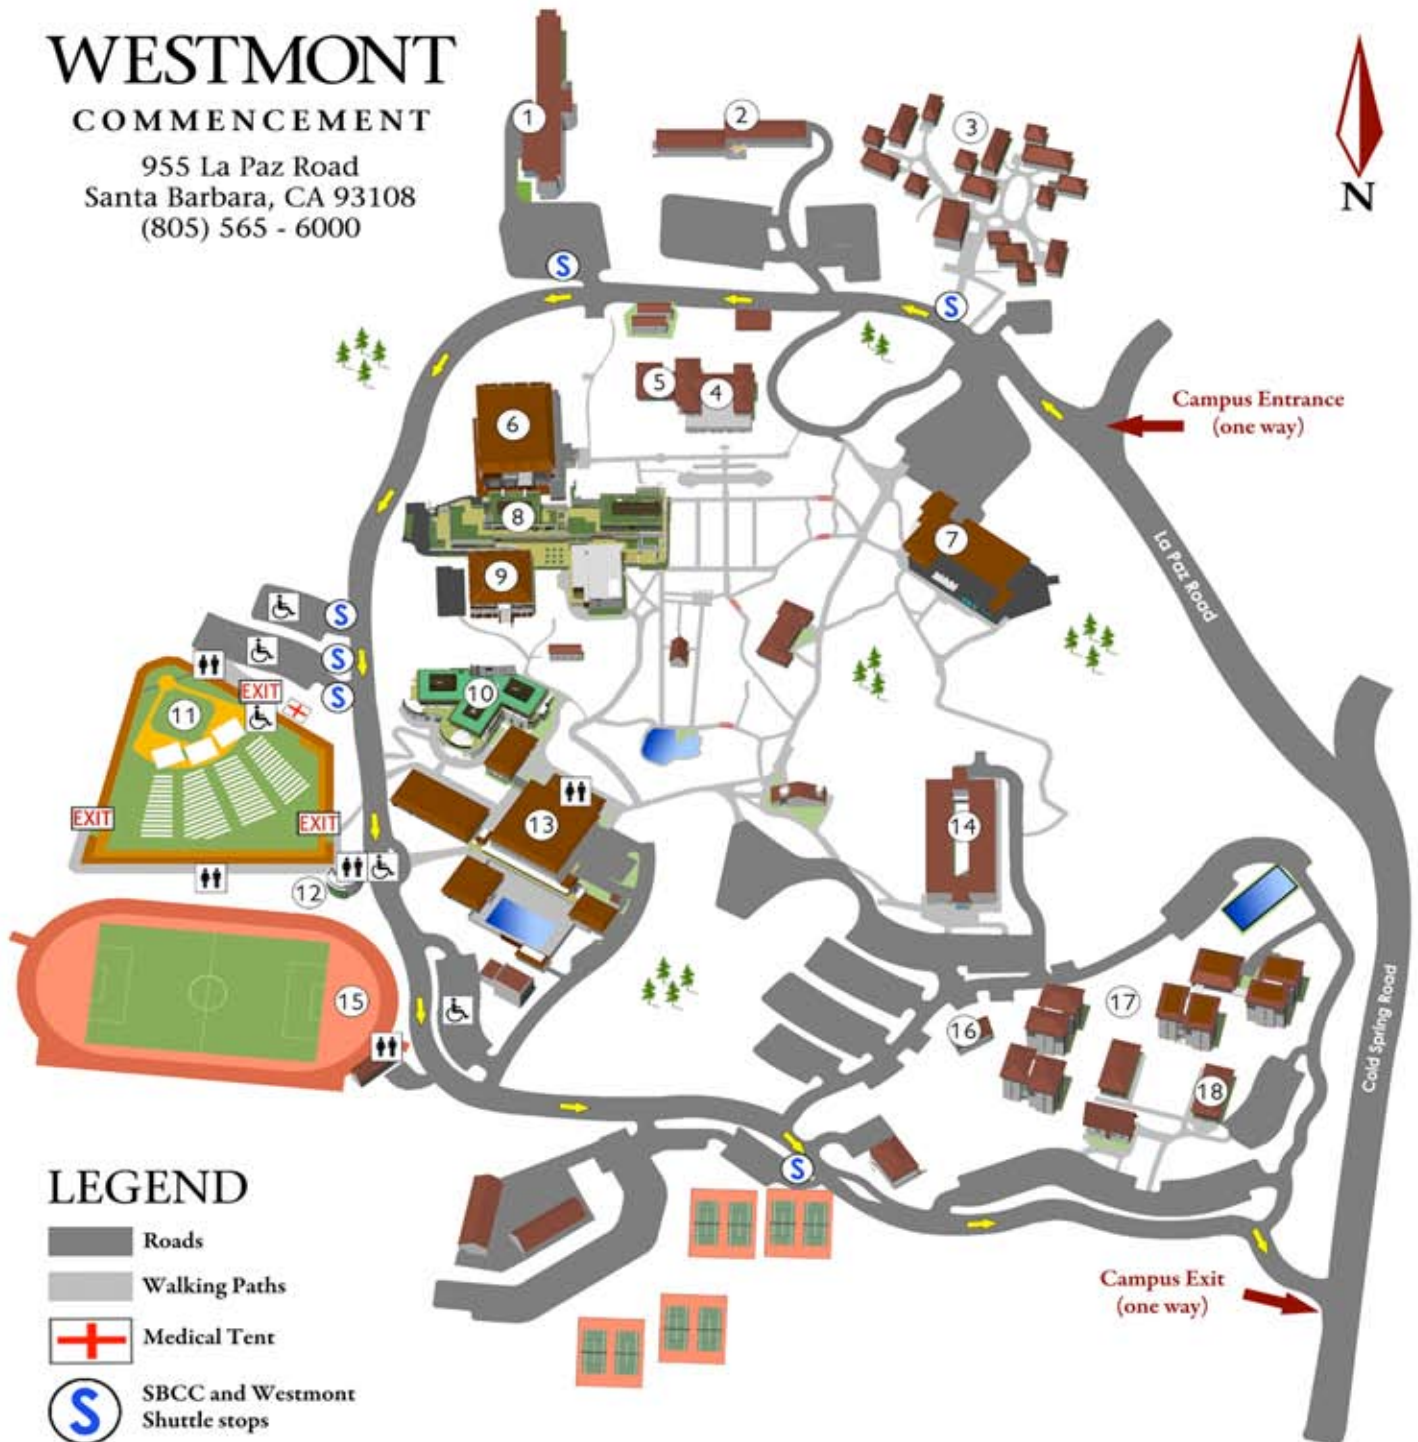 WESTMONT
COMMENCEMENT
955 La Paz Road
Santa Barbara, CA 93108
(805) 565 - 6000
1
2
3
N
S
S
Campus Entrance
(one way)
5
4
6
8
7
La Paz Road
9
S
S
S
10
EXIT
11
EXIT
EXIT
13
14
12
15
17
16
18
Cold Spring Road
S
Campus Exit
(one way)
LEGEND
Roads
Walking Paths
Medical Tent
S
SBCC and Westmont
Shuttle stops